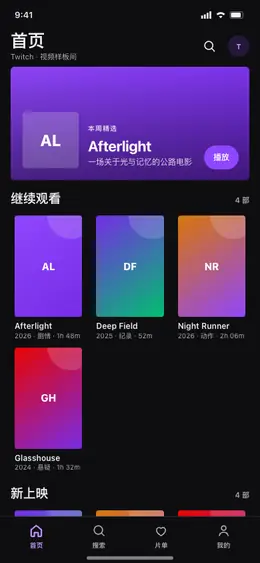 9:41
首页
Twitch · 视频样板间
T
本周精选
AL
Afterlight
一场关于光与记忆的公路电影
播放
继续观看
4 部
AL
DF
NR
Afterlight
Deep Field
Night Runner
2026 · 剧情 · 1h 48m
2025 · 纪录 · 52m
2026 · 动作 · 2h 06m
GH
Glasshouse
2024 · 悬疑 · 1h 32m
新上映
4 部
首页
搜索
片单
我的